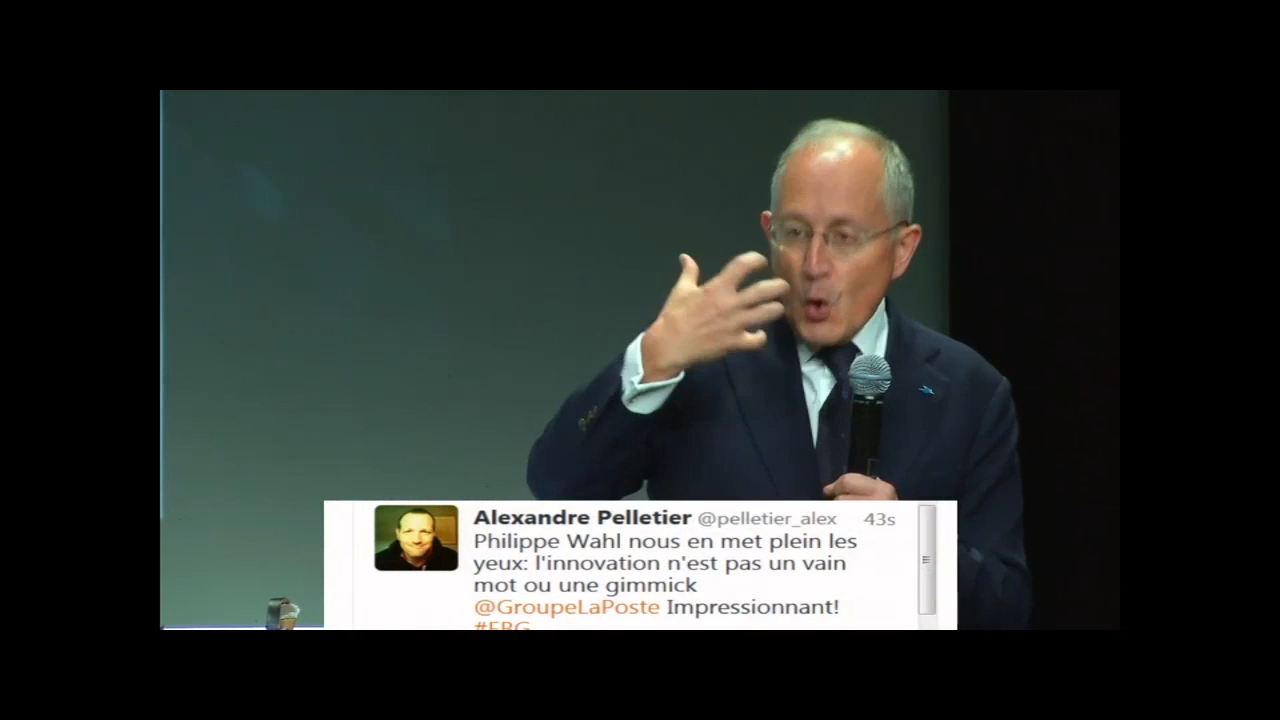 Alexandre Pelletier @pelletier_alex 43s
Philippe Wahl nous en met plein les
yeux: l'innovation n'est pas un vain
mot ou une gimmick
@GroupeLaPoste Impressionnant!
#EBG